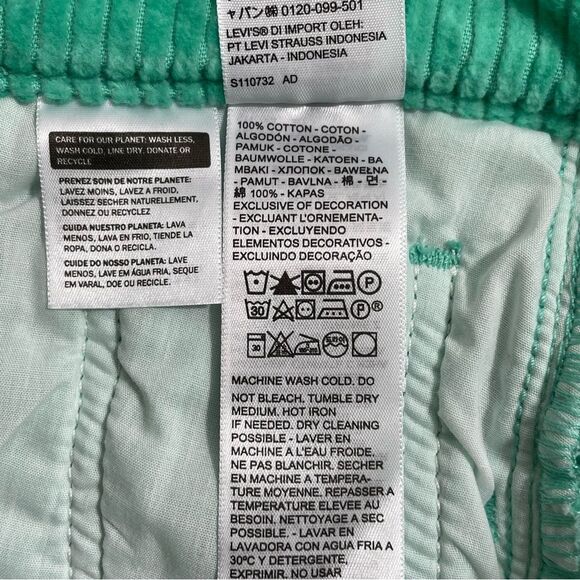 ャパン㈱ 0120-099-501
LEVI'S® DI IMPORT OLEH:
PT LEVI STRAUSS INDONESIA
JAKARTA - INDONESIA
S110732 AD
CARE FOR OUR PLANET: WASH LESS,
WASH COLD, LINE DRY, DONATE OR
RECYCLE
PRENEZ SOIN DE NOTRE PLANETE:
LAVEZ MOINS, LAVEZ A FROID,
LAISSEZ SECHER NATURELLEMENT,
DONNEZ OU RECYCLEZ
CUIDA NUESTRO PLANETA: LAVA
MENOS, LAVA EN FRIO, TIENDE LA
ROPA, DONA O RECICLA.
CUIDE DO NOSSO PLANETA: LAVE
MENOS, LAVE EM ÁGUA FRIA, SEQUE
EM VARAL, DOE OU RECICLE.
100% COTTON - COTON -
ALGODÓN - ALGODÃO -
PAMUK - COTONE -
BAUMWOLLE - KATOEN - BA
MBAKI - ХЛОПОК - BAWEŁNA
- PAMUT - BAVLNA - 棉 - 면 -
綿 100% - KAPAS
EXCLUSIVE OF DECORATION
- EXCLUANT L'ORNEMENTA-
TION - EXCLUYENDO
ELEMENTOS DECORATIVOS -
EXCLUINDO DECORAÇÃO
P
30 P®
30 드라이
MACHINE WASH COLD. DO
NOT BLEACH. TUMBLE DRY
MEDIUM. HOT IRON
IF NEEDED. DRY CLEANING
POSSIBLE - LAVER EN
MACHINE A L'EAU FROIDE.
NE PAS BLANCHIR. SECHER
EN MACHINE A TEMPERA-
TURE MOYENNE. REPASSER A
TEMPERATURE ELEVEE AU
BESOIN. NETTOYAGE A SEC
POSSIBLE. - LAVAR EN
LAVADORA CON AGUA FRIA A
30ºC Y DETERGENTE,
EXPRIMIR. NO USAR